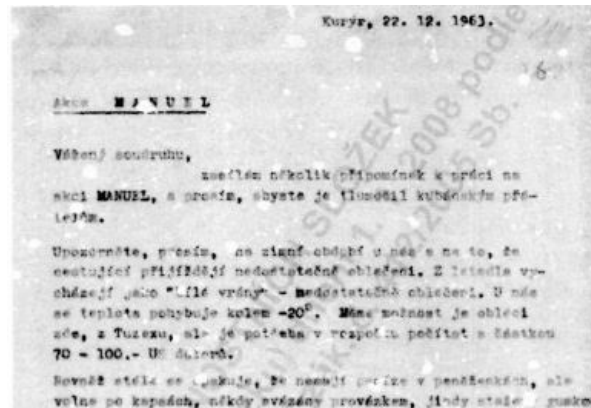 Kurýr, 22. 12. 1963.
6
Akce MANUEL
Vážený soudruhu,
zasílám několik připomínek k práci na
akci MANUEL, a prosím, abyste je tlumočil kubánským přá-
telům.
Upozorněte, prosím, na zimní období u nás a na to, že
cestující přijíždějí nedostatečně oblečeni. Z letadla vy-
cházejí jako "bílé vrány" - nedostatečně oblečeni. U nás
se teplota pohybuje kolem -20°. Máme možnost je obléci
zde, z Tuzexu, ale je potřeba v rozpočtu počítat s částkou
70 - 100.- US dolarů.
Rovněž stále se opakuje, že nemají peníze v peněženkách, ale
volně po kapsách, někdy svázány provázkem, jindy